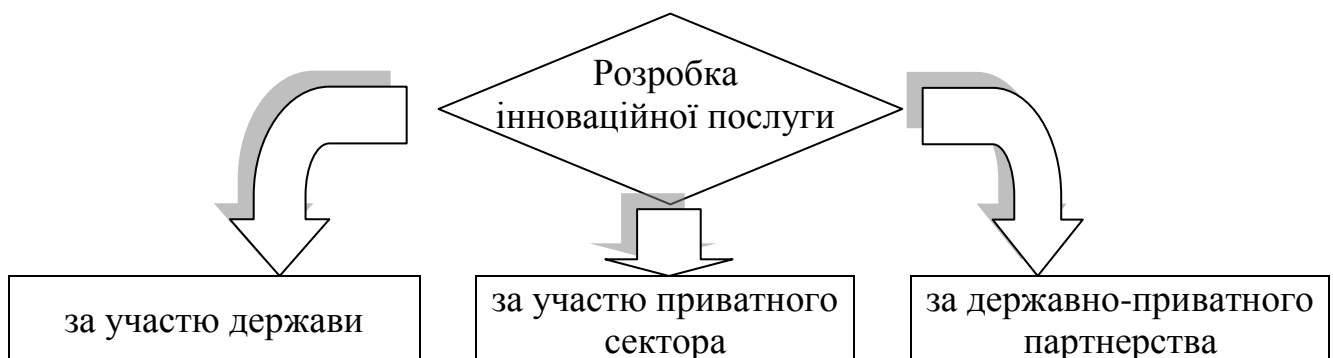 Розробка
інноваційної послуги
за участю держави
за участю приватного
сектора
за державно-приватного
партнерства